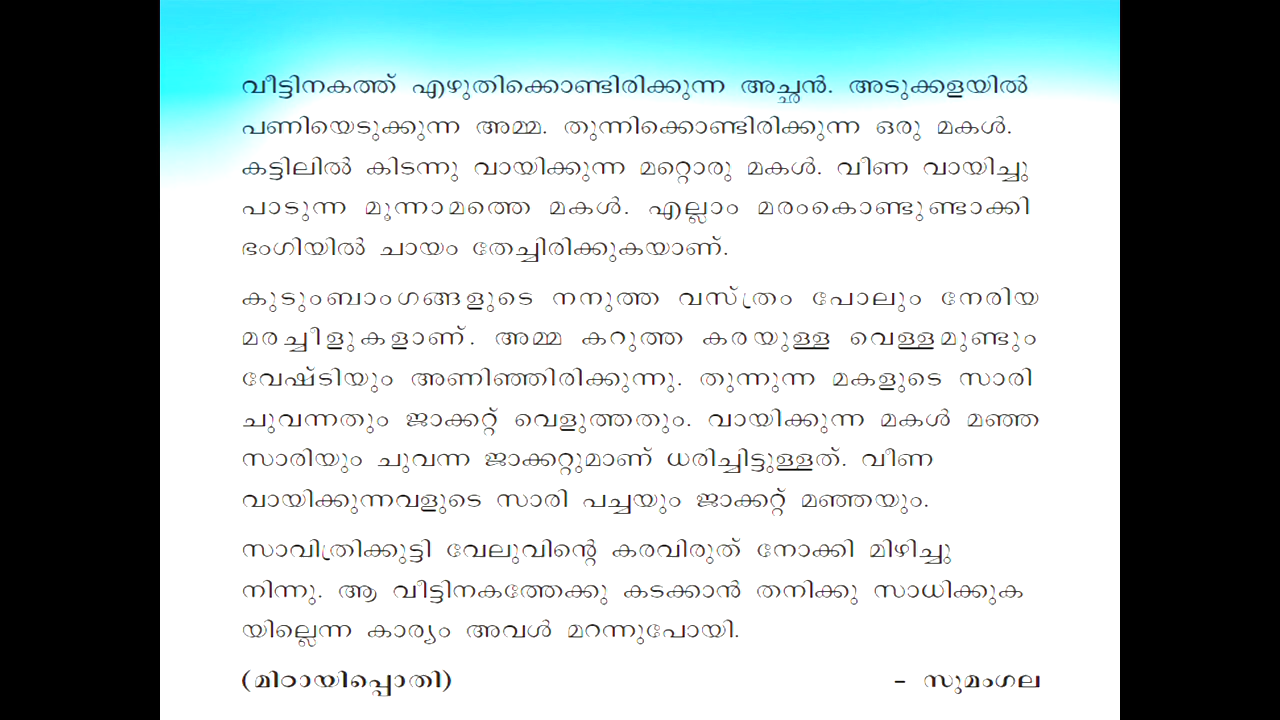 വീട്ടിനകത്ത് എഴുതിക്കൊണ്ടിരിക്കുന്ന അച്ഛൻ. അടുക്കളയിൽ
പണിയെടുക്കുന്ന അമ്മ. തുന്നിക്കൊണ്ടിരിക്കുന്ന ഒരു മകൾ.
കട്ടിലിൽ കിടന്നു വായിക്കുന്ന മറ്റൊരു മകൾ. വീണ വായിച്ചു
പാടുന്ന മൂന്നാമത്തെ മകൾ. എല്ലാം മരംകൊണ്ടുണ്ടാക്കി
ഭംഗിയിൽ ചായം തേച്ചിരിക്കുകയാണ്.
കുടുംബാംഗങ്ങളുടെ നനുത്ത വസ്ത്രം പോലും നേരിയ
മരച്ചീളുകളാണ്. അമ്മ കറുത്ത കരയുള്ള വെള്ളമുണ്ടും
വേഷ്ടിയും അണിഞ്ഞിരിക്കുന്നു. തുന്നുന്ന മകളുടെ സാരി
ചുവന്നതും ജാക്കറ്റ് വെളുത്തതും. വായിക്കുന്ന മകൾ മഞ്ഞ
സാരിയും ചുവന്ന ജാക്കറ്റുമാണ് ധരിച്ചിട്ടുള്ളത്. വീണ
വായിക്കുന്നവളുടെ സാരി പച്ചയും ജാക്കറ്റ് മഞ്ഞയും.
സാവിത്രിക്കുട്ടി വേലുവിന്റെ കരവിരുത് നോക്കി മിഴിച്ചു
നിന്നു. ആ വീട്ടിനകത്തേക്കു കടക്കാൻ തനിക്കു സാധിക്കുക
യില്ലെന്ന കാര്യം അവൾ മറന്നുപോയി.
(മിഠായിപ്പൊതി) – സുമംഗല